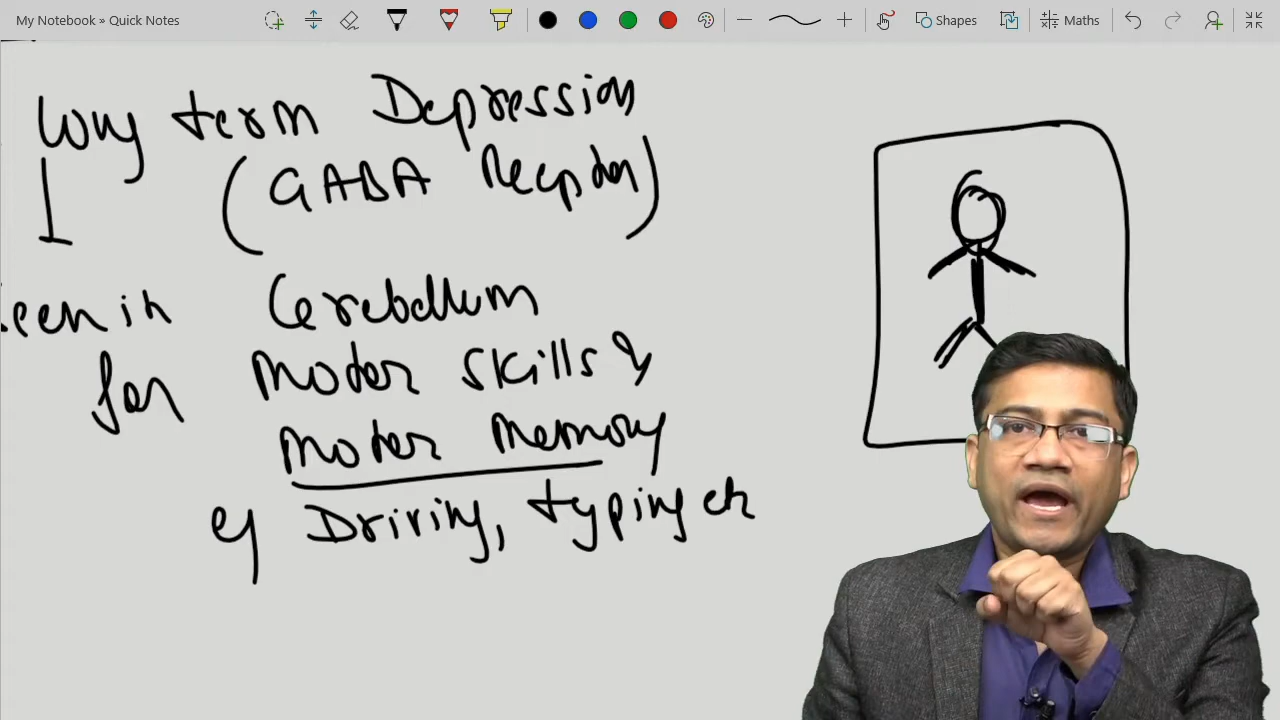 My Notebook » Quick Notes
Shapes
Maths
Long term Depression
(GABA Receptor)
seen in Cerebellum
for Motor Skills &
Motor Memory
eg Driving, typing etc